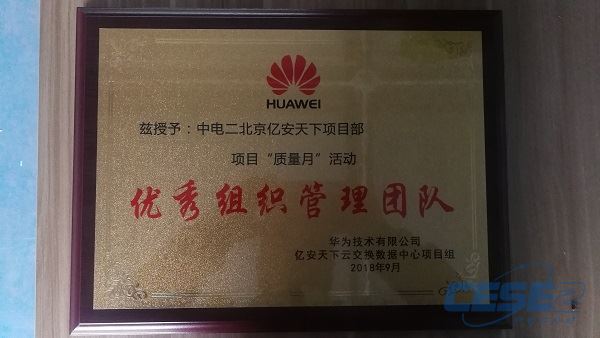 HUAWEI
兹授予：中电二北京亿安天下项目部
项目“质量月”活动
优秀组织管理团队
华为技术有限公司
亿安天下云交换数据中心项目组
2018年9月
CESE2